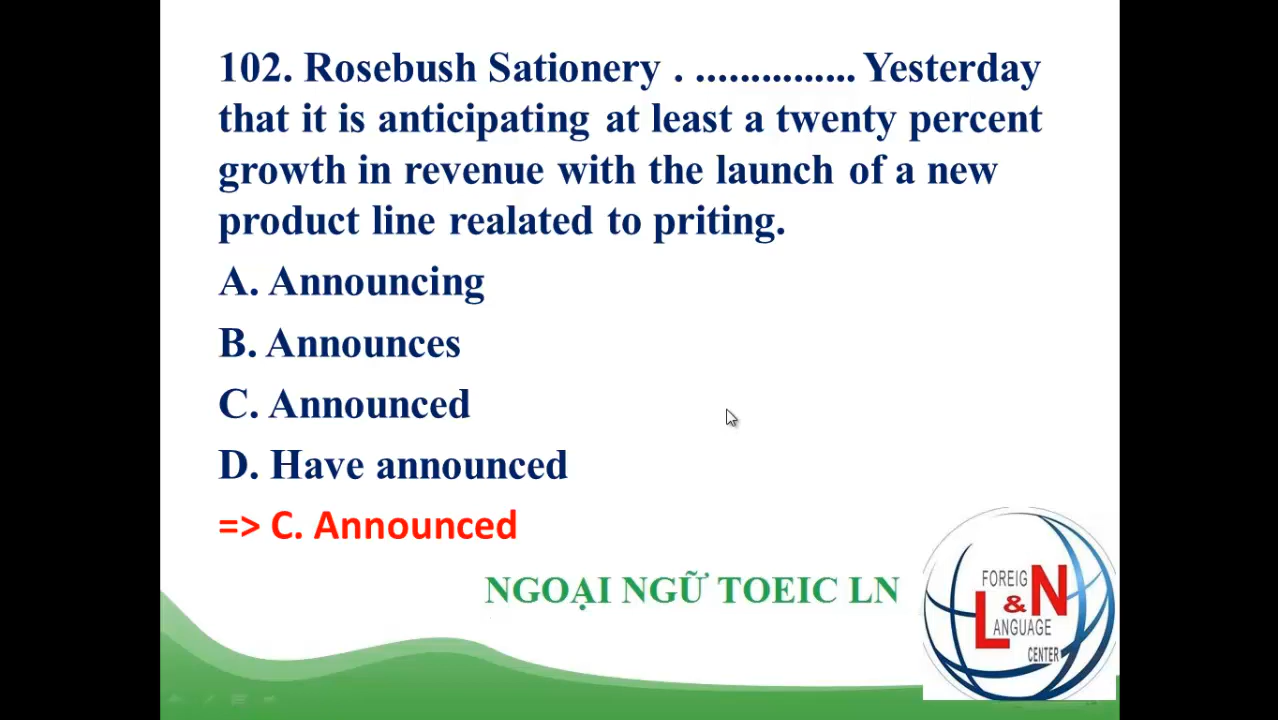 102. Rosebush Sationery . ............... Yesterday
that it is anticipating at least a twenty percent
growth in revenue with the launch of a new
product line realated to priting.
A. Announcing
B. Announces
C. Announced
D. Have announced
=> C. Announced
NGOẠI NGỮ TOEIC LN
FOREIG N
L &
ANGUAGE
CENTER